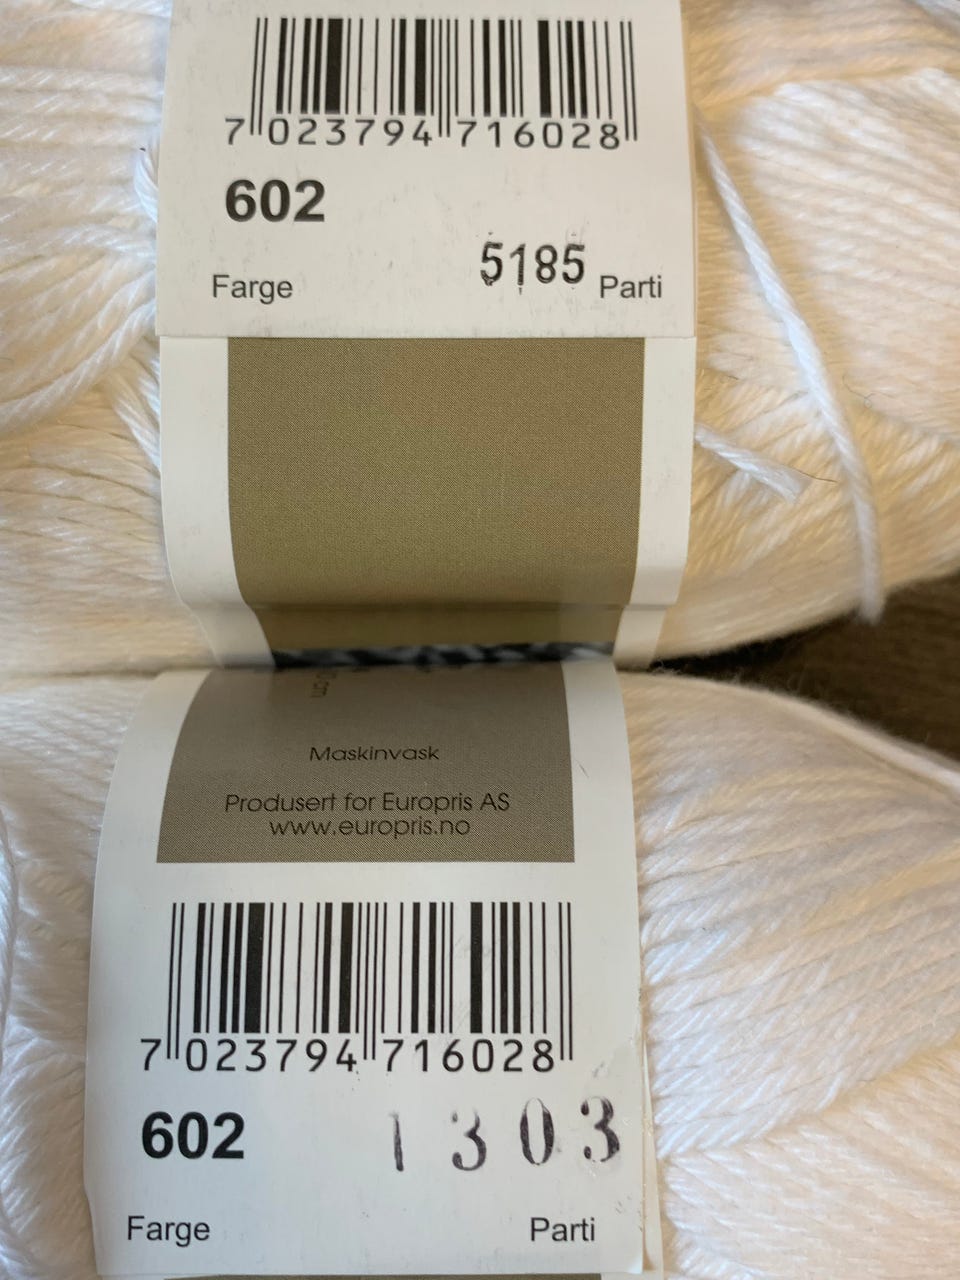 7 023794 716028
602
5185
Farge
Parti
Maskinvask
Produsert for Europris AS
www.europris.no
7 023794 716028
602
1303
Farge
Parti